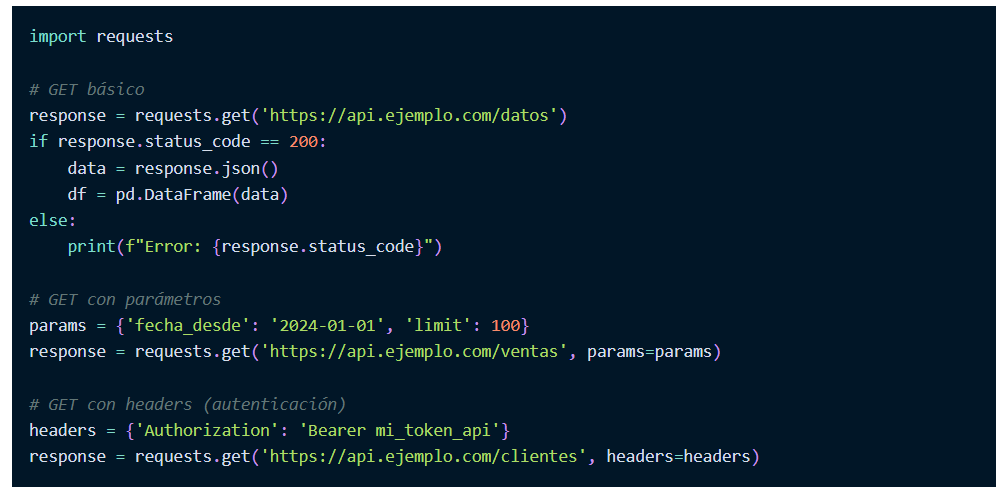 import requests

# GET básico
response = requests.get('https://api.ejemplo.com/datos')
if response.status_code == 200:
    data = response.json()
    df = pd.DataFrame(data)
else:
    print(f"Error: {response.status_code}")

# GET con parámetros
params = {'fecha_desde': '2024-01-01', 'limit': 100}
response = requests.get('https://api.ejemplo.com/ventas', params=params)

# GET con headers (autenticación)
headers = {'Authorization': 'Bearer mi_token_api'}
response = requests.get('https://api.ejemplo.com/clientes', headers=headers)